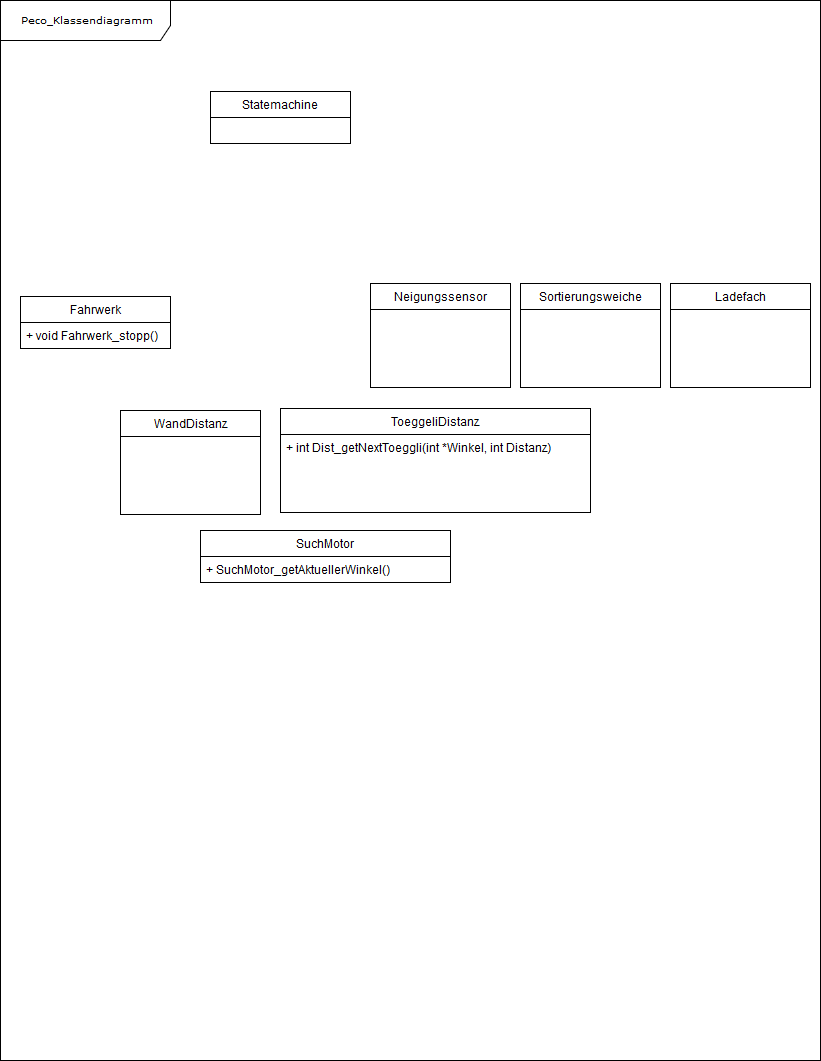 Peco_Klassendiagramm
Statemachine
Neigungssensor
Sortierungsweiche
Ladefach
Fahrwerk
+ void Fahrwerk_stopp()
WandDistanz
ToeggeliDistanz
+ int Dist_getNextToeggli(int *Winkel, int Distanz)
SuchMotor
+ SuchMotor_getAktuellerWinkel()